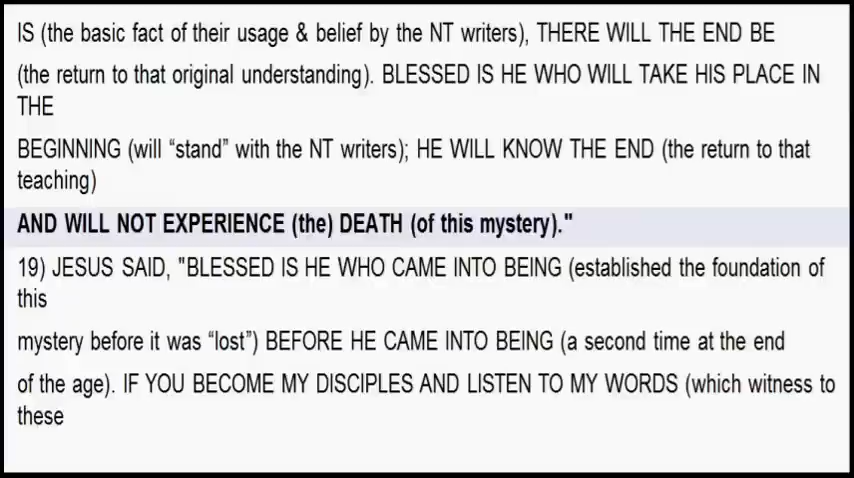 IS (the basic fact of their usage & belief by the NT writers), THERE WILL THE END BE
(the return to that original understanding). BLESSED IS HE WHO WILL TAKE HIS PLACE IN
THE
BEGINNING (will “stand” with the NT writers); HE WILL KNOW THE END (the return to that
teaching)
AND WILL NOT EXPERIENCE (the) DEATH (of this mystery)."
19) JESUS SAID, "BLESSED IS HE WHO CAME INTO BEING (established the foundation of
this
mystery before it was “lost”) BEFORE HE CAME INTO BEING (a second time at the end
of the age). IF YOU BECOME MY DISCIPLES AND LISTEN TO MY WORDS (which witness to
these